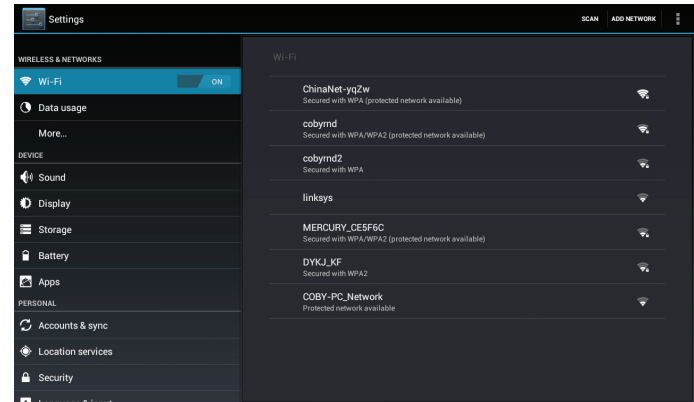 Settings
SCAN ADD NETWORK
WIRELESS & NETWORKS
Wi-Fi ON
Data usage
More...
DEVICE
Sound
Display
Storage
Battery
Apps
PERSONAL
Accounts & sync
Location services
Security
Wi-Fi
ChinaNet-yqZw
Secured with WPA (protected network available)
cobyrnd
Secured with WPA/WPA2 (protected network available)
cobyrnd2
Secured with WPA
linksys
MERCURY_CE5F6C
Secured with WPA/WPA2 (protected network available)
DYKJ_KF
Secured with WPA2
COBY-PC_Network
Protected network available